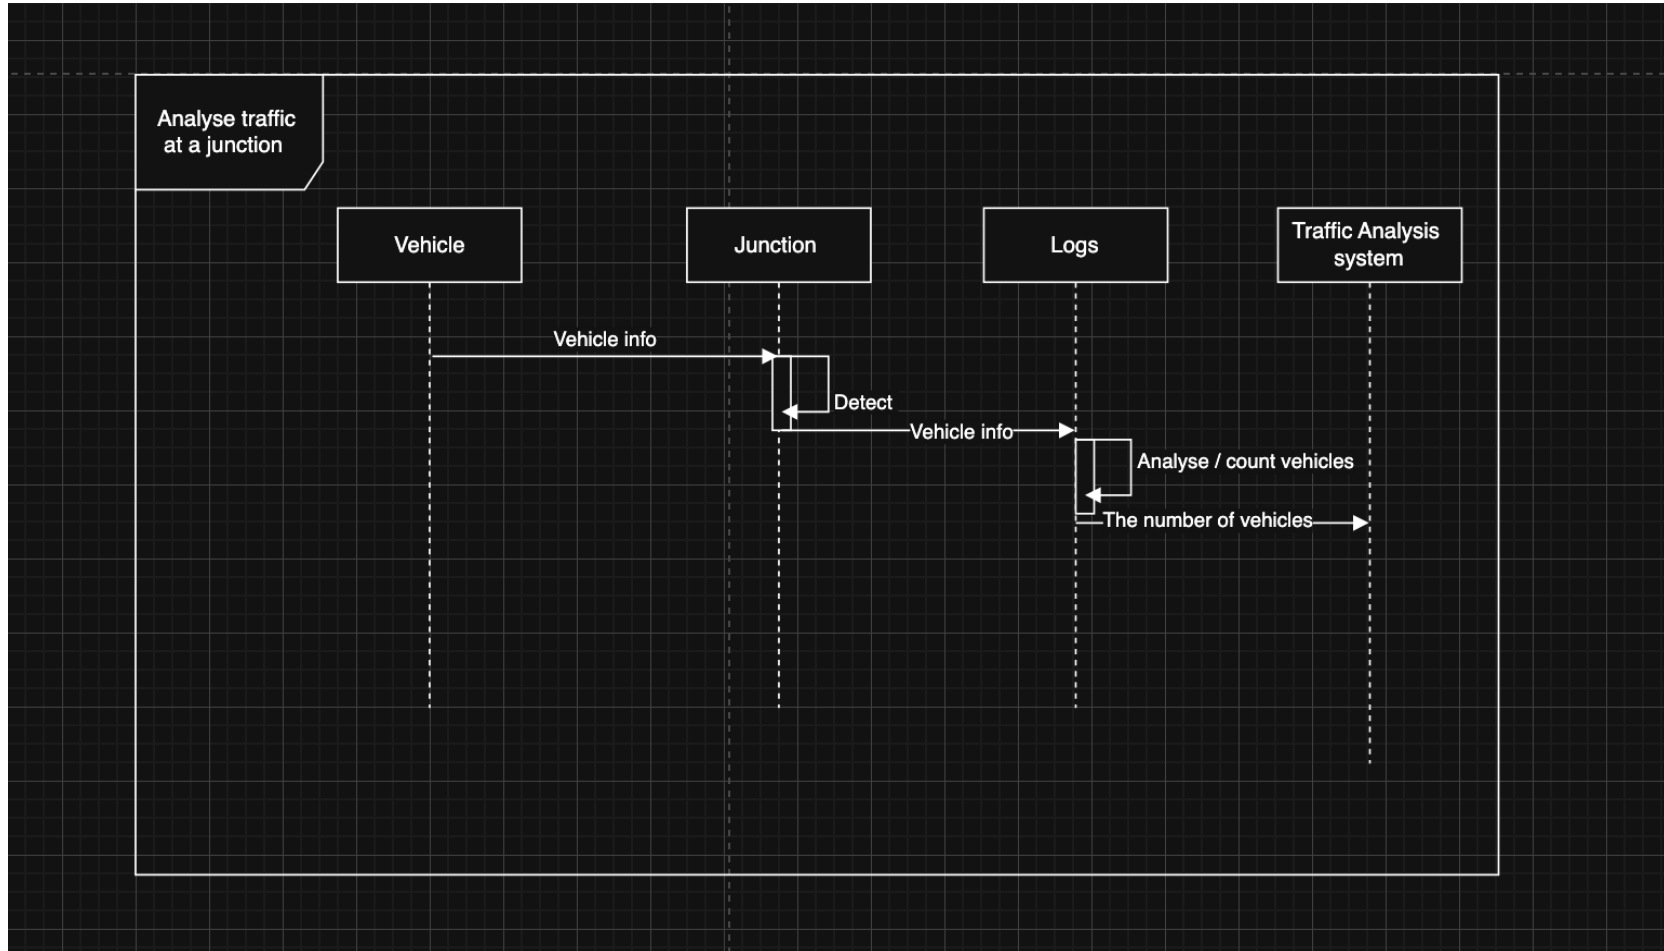 Analyse traffic
at a junction
Vehicle
Junction
Logs
Traffic Analysis
system
Vehicle info
Detect
Vehicle info
Analyse / count vehicles
The number of vehicles